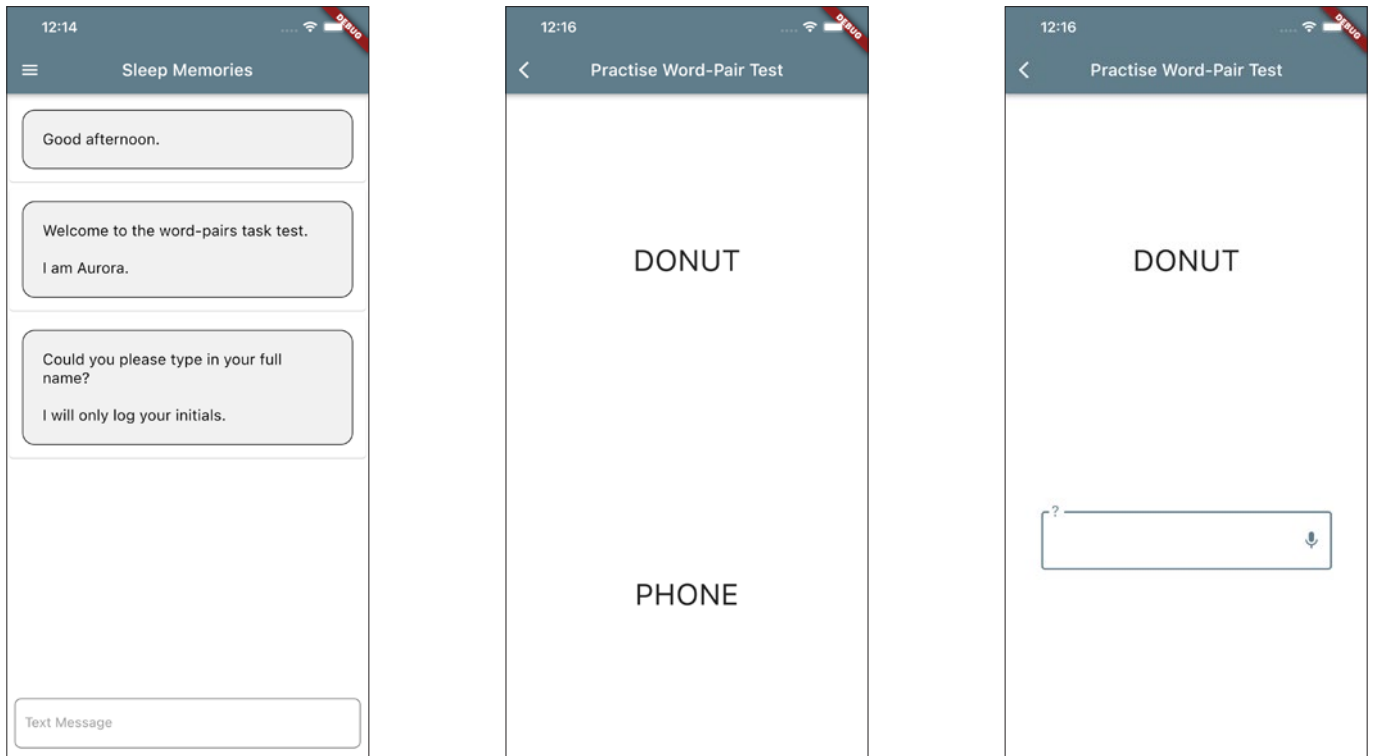 12:14
DEBUG
Sleep Memories
Good afternoon.
Welcome to the word-pairs task test.
I am Aurora.
Could you please type in your full
name?
I will only log your initials.
Text Message
12:16
DEBUG
Practise Word-Pair Test
DONUT
PHONE
12:16
DEBUG
Practise Word-Pair Test
DONUT
?